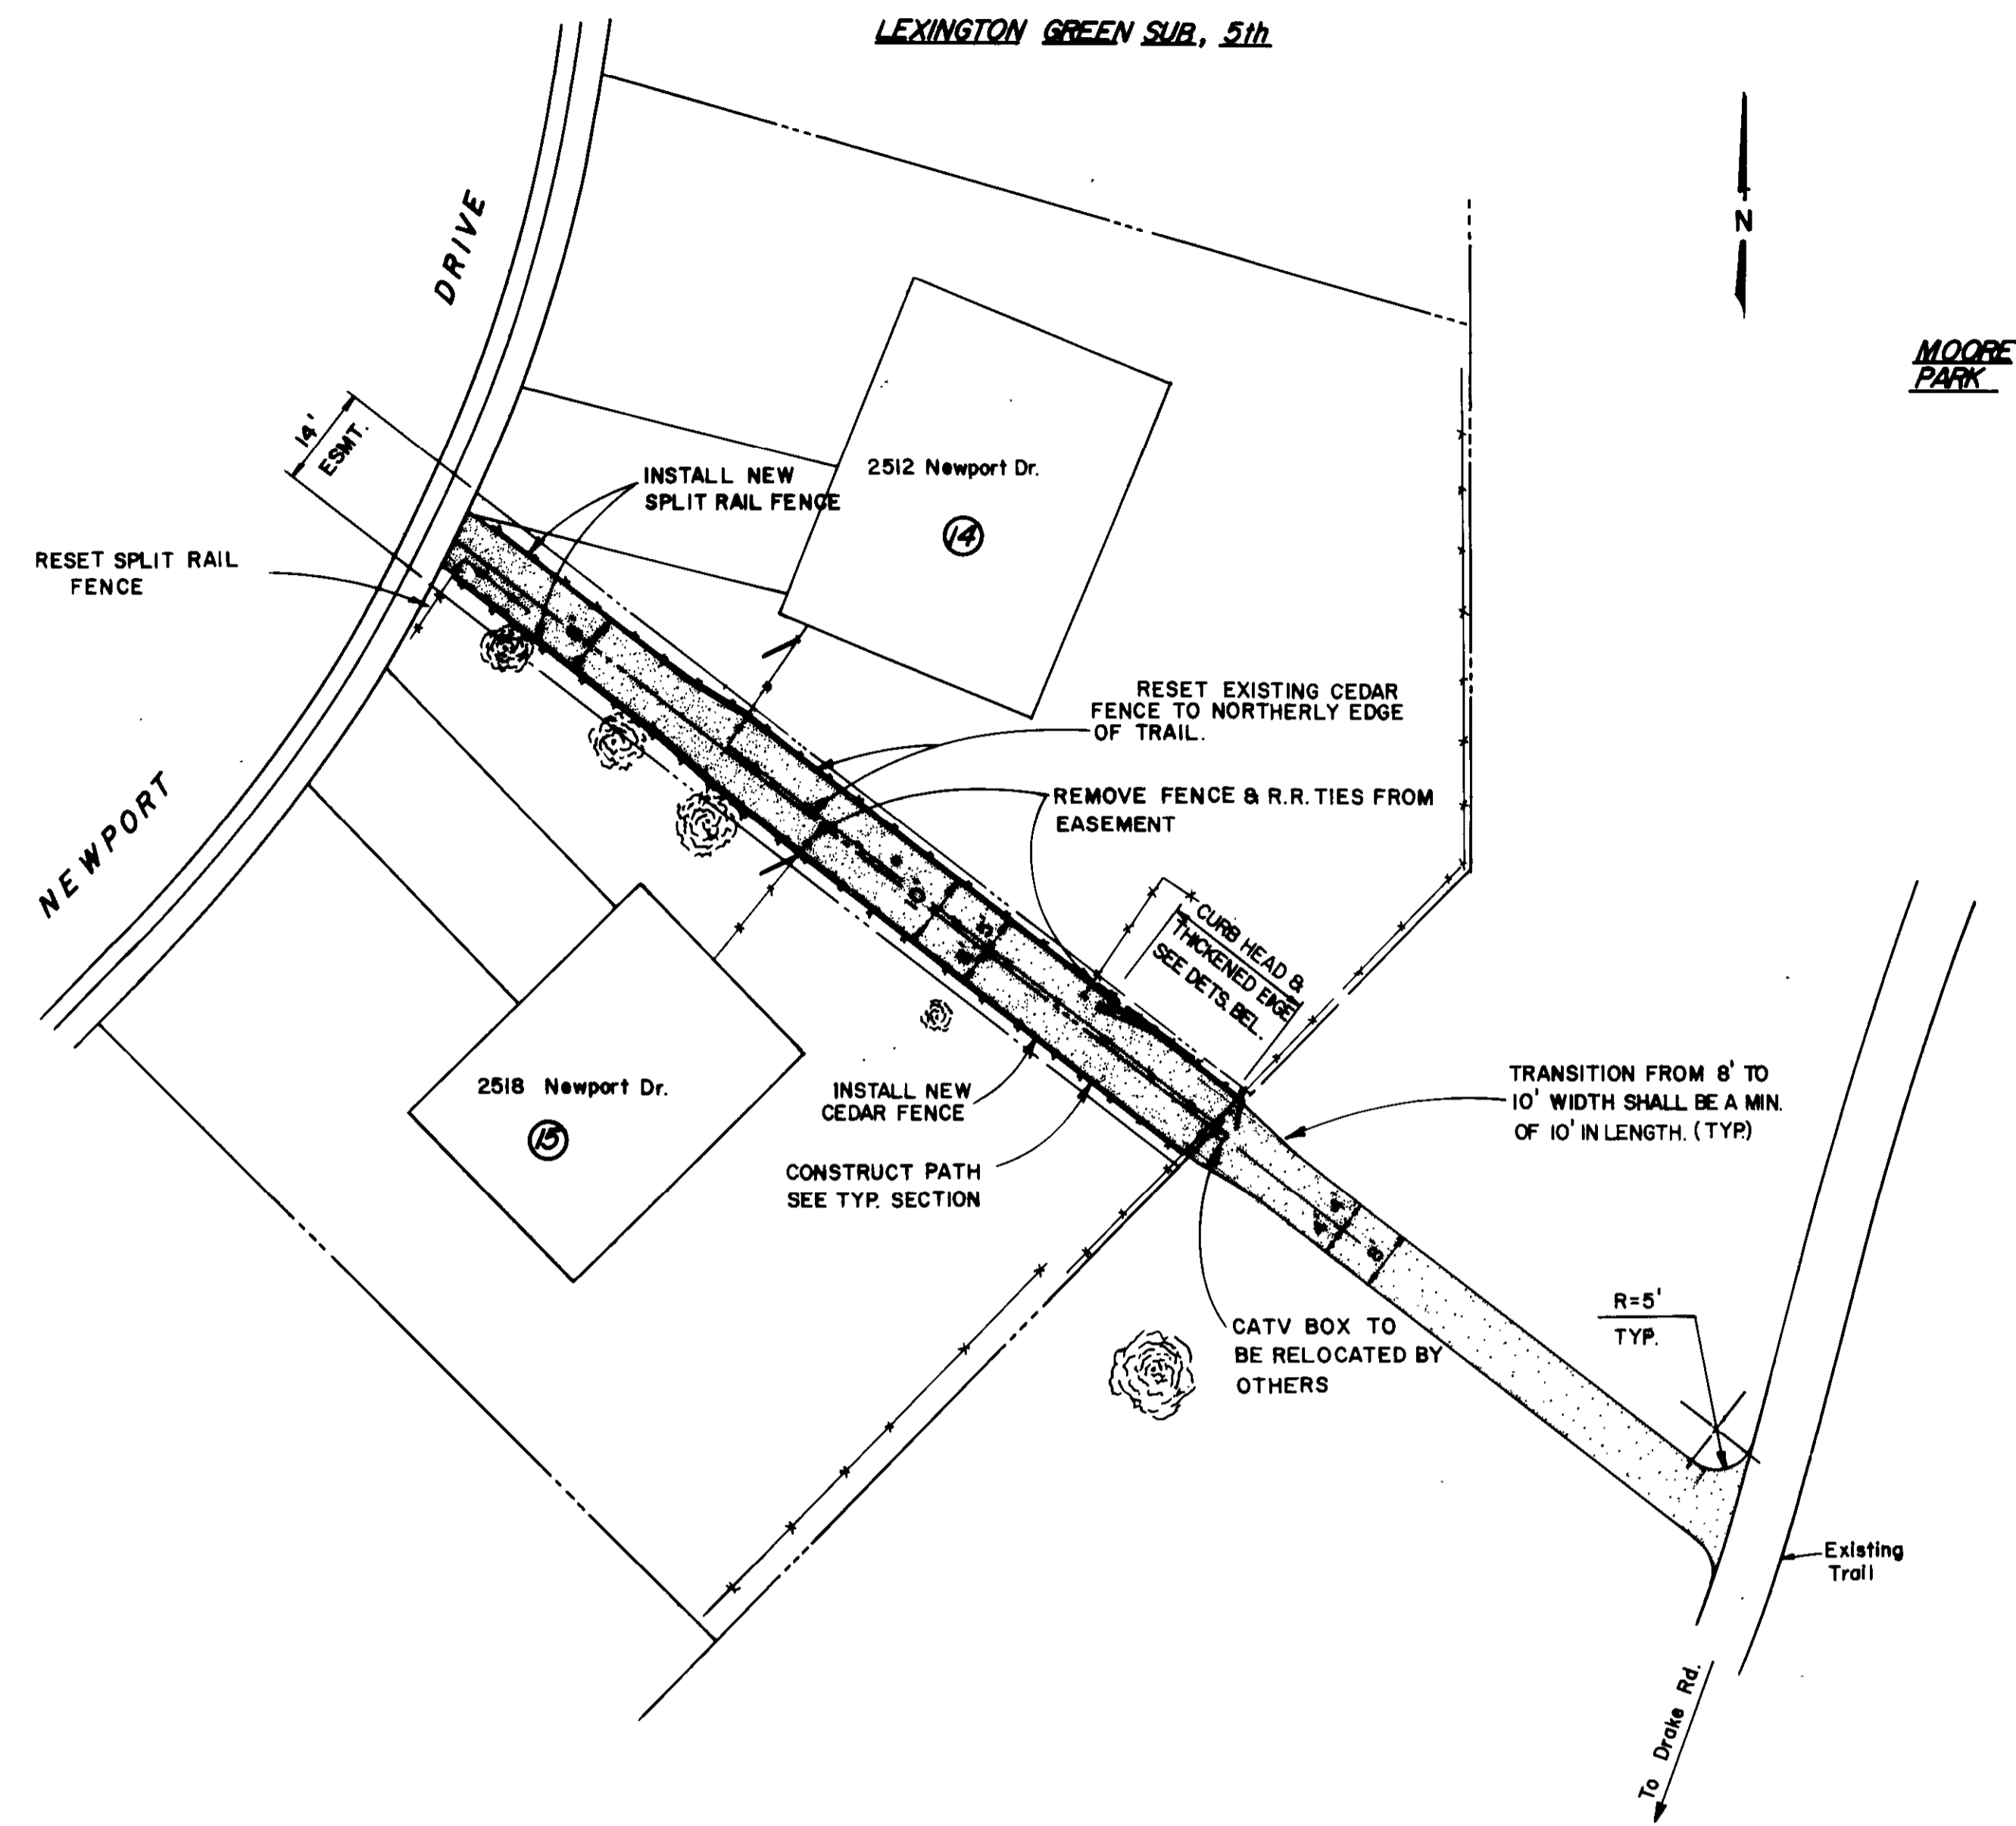 LEXINGTON GREEN SUB, 5th
N
MOORE
PARK
DRIVE
NEWPORT
14'
ESMT.
INSTALL NEW
SPLIT RAIL FENCE
2512 Newport Dr.
14
RESET SPLIT RAIL
FENCE
RESET EXISTING CEDAR
FENCE TO NORTHERLY EDGE
OF TRAIL.
REMOVE FENCE & R.R. TIES FROM
EASEMENT
CURB HEAD &
THICKENED EDGE
SEE DETS. BEL.
2518 Newport Dr.
15
INSTALL NEW
CEDAR FENCE
CONSTRUCT PATH
SEE TYP. SECTION
TRANSITION FROM 8' TO
10' WIDTH SHALL BE A MIN.
OF 10' IN LENGTH. (TYP.)
4'
4'
8'
CATV BOX TO
BE RELOCATED BY
OTHERS
R=5'
TYP.
Existing
Trail
To Drake Rd.